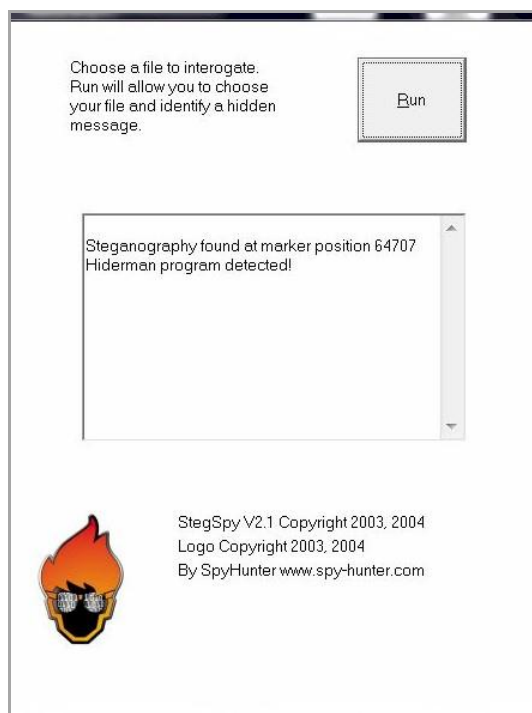 Choose a file to interogate.
Run will allow you to choose
your file and identify a hidden
message.
Run
Steganography found at marker position 64707
Hiderman program detected!
StegSpy V2.1 Copyright 2003, 2004
Logo Copyright 2003, 2004
By SpyHunter www.spy-hunter.com